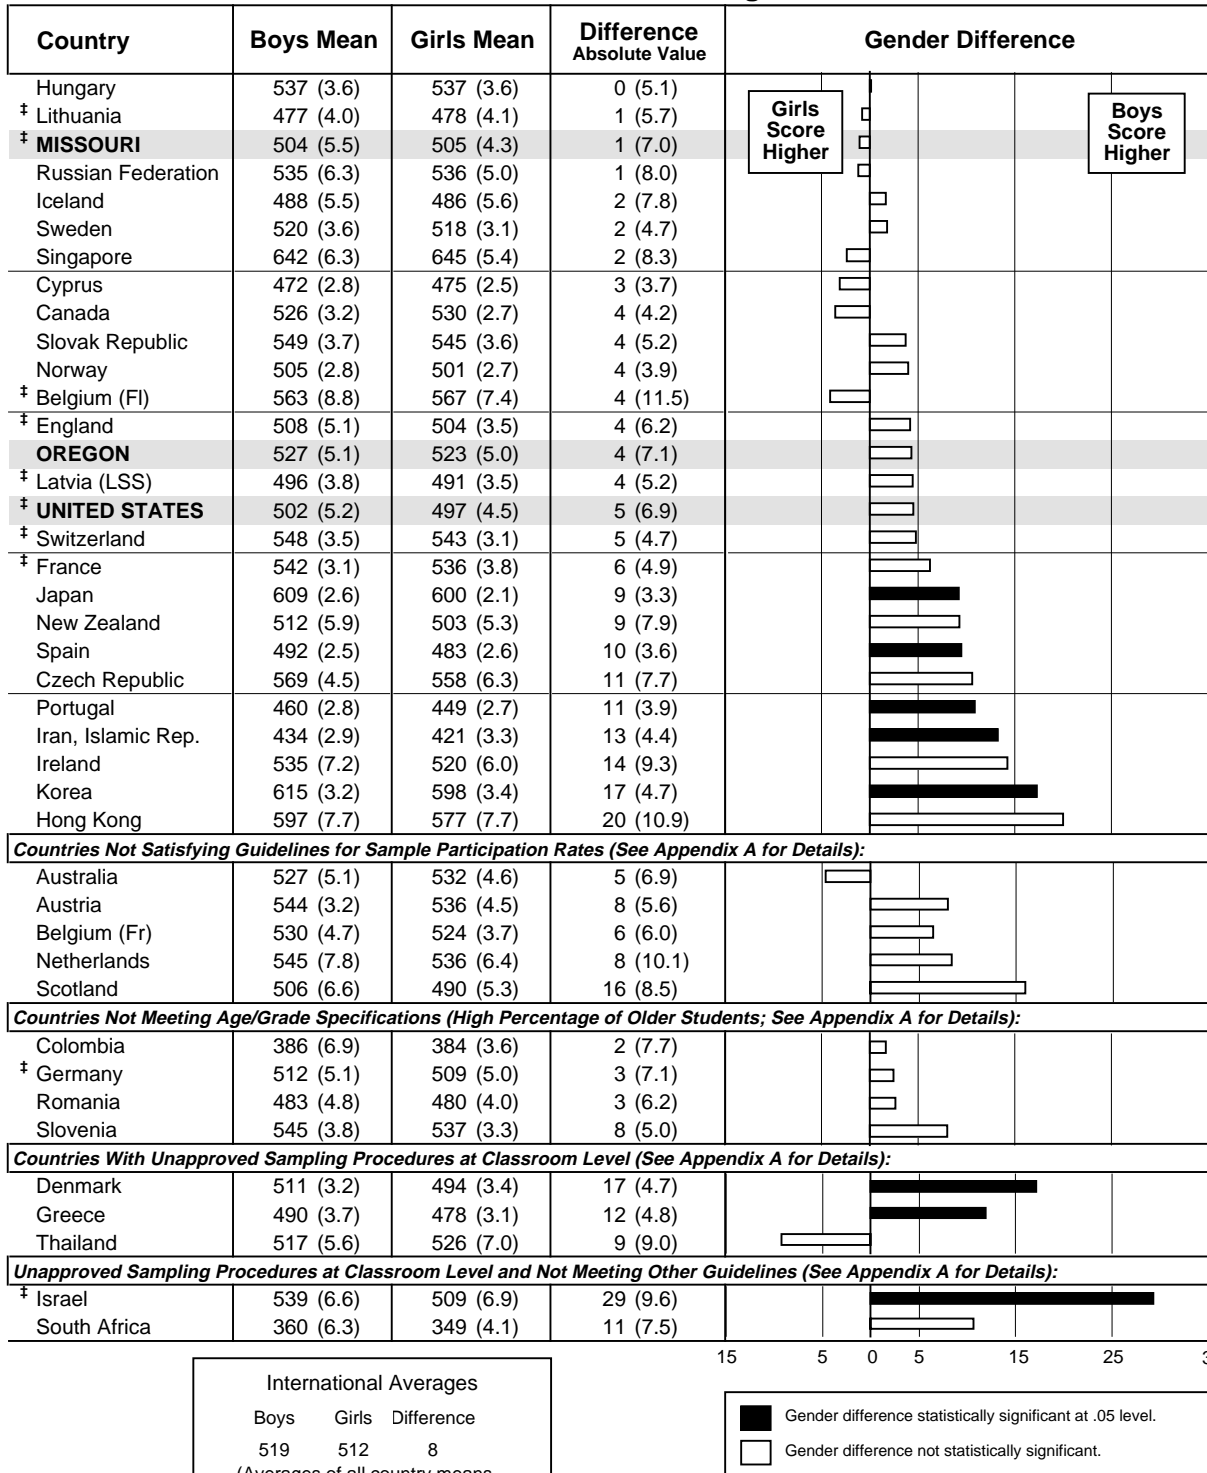 Country Boys Mean Girls Mean Difference Absolute Value Gender Difference
Girls Score Higher
Boys Score Higher
Hungary 537 (3.6) 537 (3.6) 0 (5.1)
‡ Lithuania 477 (4.0) 478 (4.1) 1 (5.7)
‡ MISSOURI 504 (5.5) 505 (4.3) 1 (7.0)
Russian Federation 535 (6.3) 536 (5.0) 1 (8.0)
Iceland 488 (5.5) 486 (5.6) 2 (7.8)
Sweden 520 (3.6) 518 (3.1) 2 (4.7)
Singapore 642 (6.3) 645 (5.4) 2 (8.3)
Cyprus 472 (2.8) 475 (2.5) 3 (3.7)
Canada 526 (3.2) 530 (2.7) 4 (4.2)
Slovak Republic 549 (3.7) 545 (3.6) 4 (5.2)
Norway 505 (2.8) 501 (2.7) 4 (3.9)
‡ Belgium (Fl) 563 (8.8) 567 (7.4) 4 (11.5)
‡ England 508 (5.1) 504 (3.5) 4 (6.2)
OREGON 527 (5.1) 523 (5.0) 4 (7.1)
‡ Latvia (LSS) 496 (3.8) 491 (3.5) 4 (5.2)
‡ UNITED STATES 502 (5.2) 497 (4.5) 5 (6.9)
‡ Switzerland 548 (3.5) 543 (3.1) 5 (4.7)
‡ France 542 (3.1) 536 (3.8) 6 (4.9)
Japan 609 (2.6) 600 (2.1) 9 (3.3)
New Zealand 512 (5.9) 503 (5.3) 9 (7.9)
Spain 492 (2.5) 483 (2.6) 10 (3.6)
Czech Republic 569 (4.5) 558 (6.3) 11 (7.7)
Portugal 460 (2.8) 449 (2.7) 11 (3.9)
Iran, Islamic Rep. 434 (2.9) 421 (3.3) 13 (4.4)
Ireland 535 (7.2) 520 (6.0) 14 (9.3)
Korea 615 (3.2) 598 (3.4) 17 (4.7)
Hong Kong 597 (7.7) 577 (7.7) 20 (10.9)
Countries Not Satisfying Guidelines for Sample Participation Rates (See Appendix A for Details):
Australia 527 (5.1) 532 (4.6) 5 (6.9)
Austria 544 (3.2) 536 (4.5) 8 (5.6)
Belgium (Fr) 530 (4.7) 524 (3.7) 6 (6.0)
Netherlands 545 (7.8) 536 (6.4) 8 (10.1)
Scotland 506 (6.6) 490 (5.3) 16 (8.5)
Countries Not Meeting Age/Grade Specifications (High Percentage of Older Students; See Appendix A for Details):
Colombia 386 (6.9) 384 (3.6) 2 (7.7)
‡ Germany 512 (5.1) 509 (5.0) 3 (7.1)
Romania 483 (4.8) 480 (4.0) 3 (6.2)
Slovenia 545 (3.8) 537 (3.3) 8 (5.0)
Countries With Unapproved Sampling Procedures at Classroom Level (See Appendix A for Details):
Denmark 511 (3.2) 494 (3.4) 17 (4.7)
Greece 490 (3.7) 478 (3.1) 12 (4.8)
Thailand 517 (5.6) 526 (7.0) 9 (9.0)
Unapproved Sampling Procedures at Classroom Level and Not Meeting Other Guidelines (See Appendix A for Details):
‡ Israel 539 (6.6) 509 (6.9) 29 (9.6)
South Africa 360 (6.3) 349 (4.1) 11 (7.5)
15 5 0 5 15 25
International Averages
Boys Girls Difference
519 512 8
(Averages of all country means
Gender difference statistically significant at .05 level.
Gender difference not statistically significant.